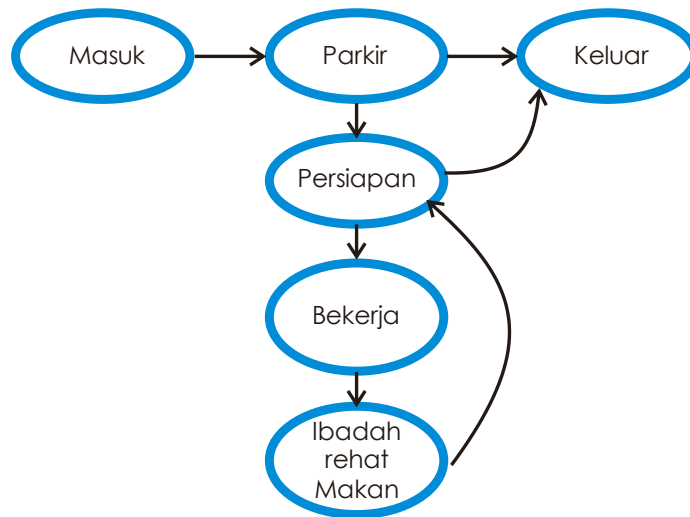 Masuk
Parkir
Keluar
Persiapan
Bekerja
Ibadah
rehat
Makan